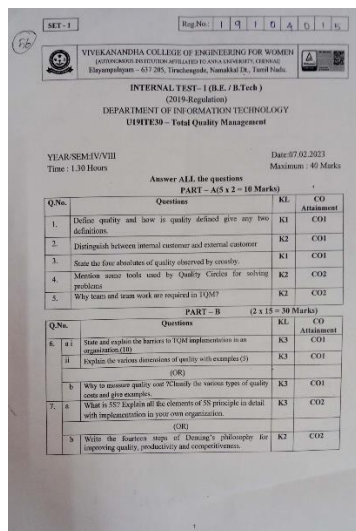 56
SET - I Reg.No: 1 9 1 0 4 0 1 5
VIVEKANANDHA COLLEGE OF ENGINEERING FOR WOMEN
[AUTONOMOUS INSTITUTION AFFILIATED TO ANNA UNIVERSITY, CHENNAI]
Elayampalayam – 637 205, Tiruchengode, Namakkal Dt., Tamil Nadu.
INTERNAL TEST- I (B.E. / B.Tech )
(2019-Regulation)
DEPARTMENT OF INFORMATION TECHNOLOGY
U19ITE30 – Total Quality Management
YEAR/SEM:IV/VIII Date:07.02.2023
Time : 1.30 Hours Maximum : 40 Marks
Answer ALL the questions
PART – A(5 x 2 = 10 Marks)
Q.No. Questions KL CO
Attainment
1. Define quality and how is quality defined give any two K1 CO1
definitions.
2. Distinguish between internal customer and external customer K2 CO1
3. State the four absolutes of quality observed by crosby. K1 CO1
4. Mention some tools used by Quality Circles for solving K2 CO2
problems
5. Why team and team work are required in TQM? K2 CO2
PART – B (2 x 15 = 30 Marks)
Q.No. Questions KL CO
Attainment
6. a i State and explain the barriers to TQM implementation in an K3 CO1
organization.(10)
ii Explain the various dimensions of quality with examples (5) K3 CO1
(OR)
b Why to measure quality cost ?Classify the various types of quality K3 CO1
costs and give examples.
7. a What is 5S? Explain all the elements of 5S principle in detail K3 CO2
with implementation in your own organization.
(OR)
b Write the fourteen steps of Deming's philosophy for K2 CO2
improving quality, productivity and competitiveness.
1